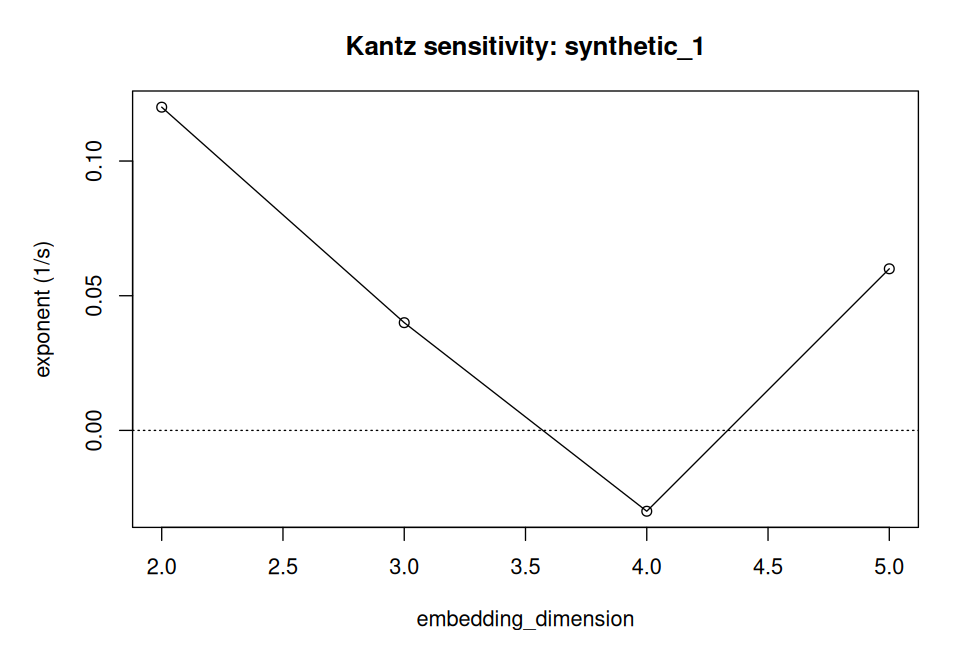 Kantz sensitivity: synthetic_1
exponent (1/s)
0.10
0.05
0.00
2.0 2.5 3.0 3.5 4.0 4.5 5.0
embedding_dimension